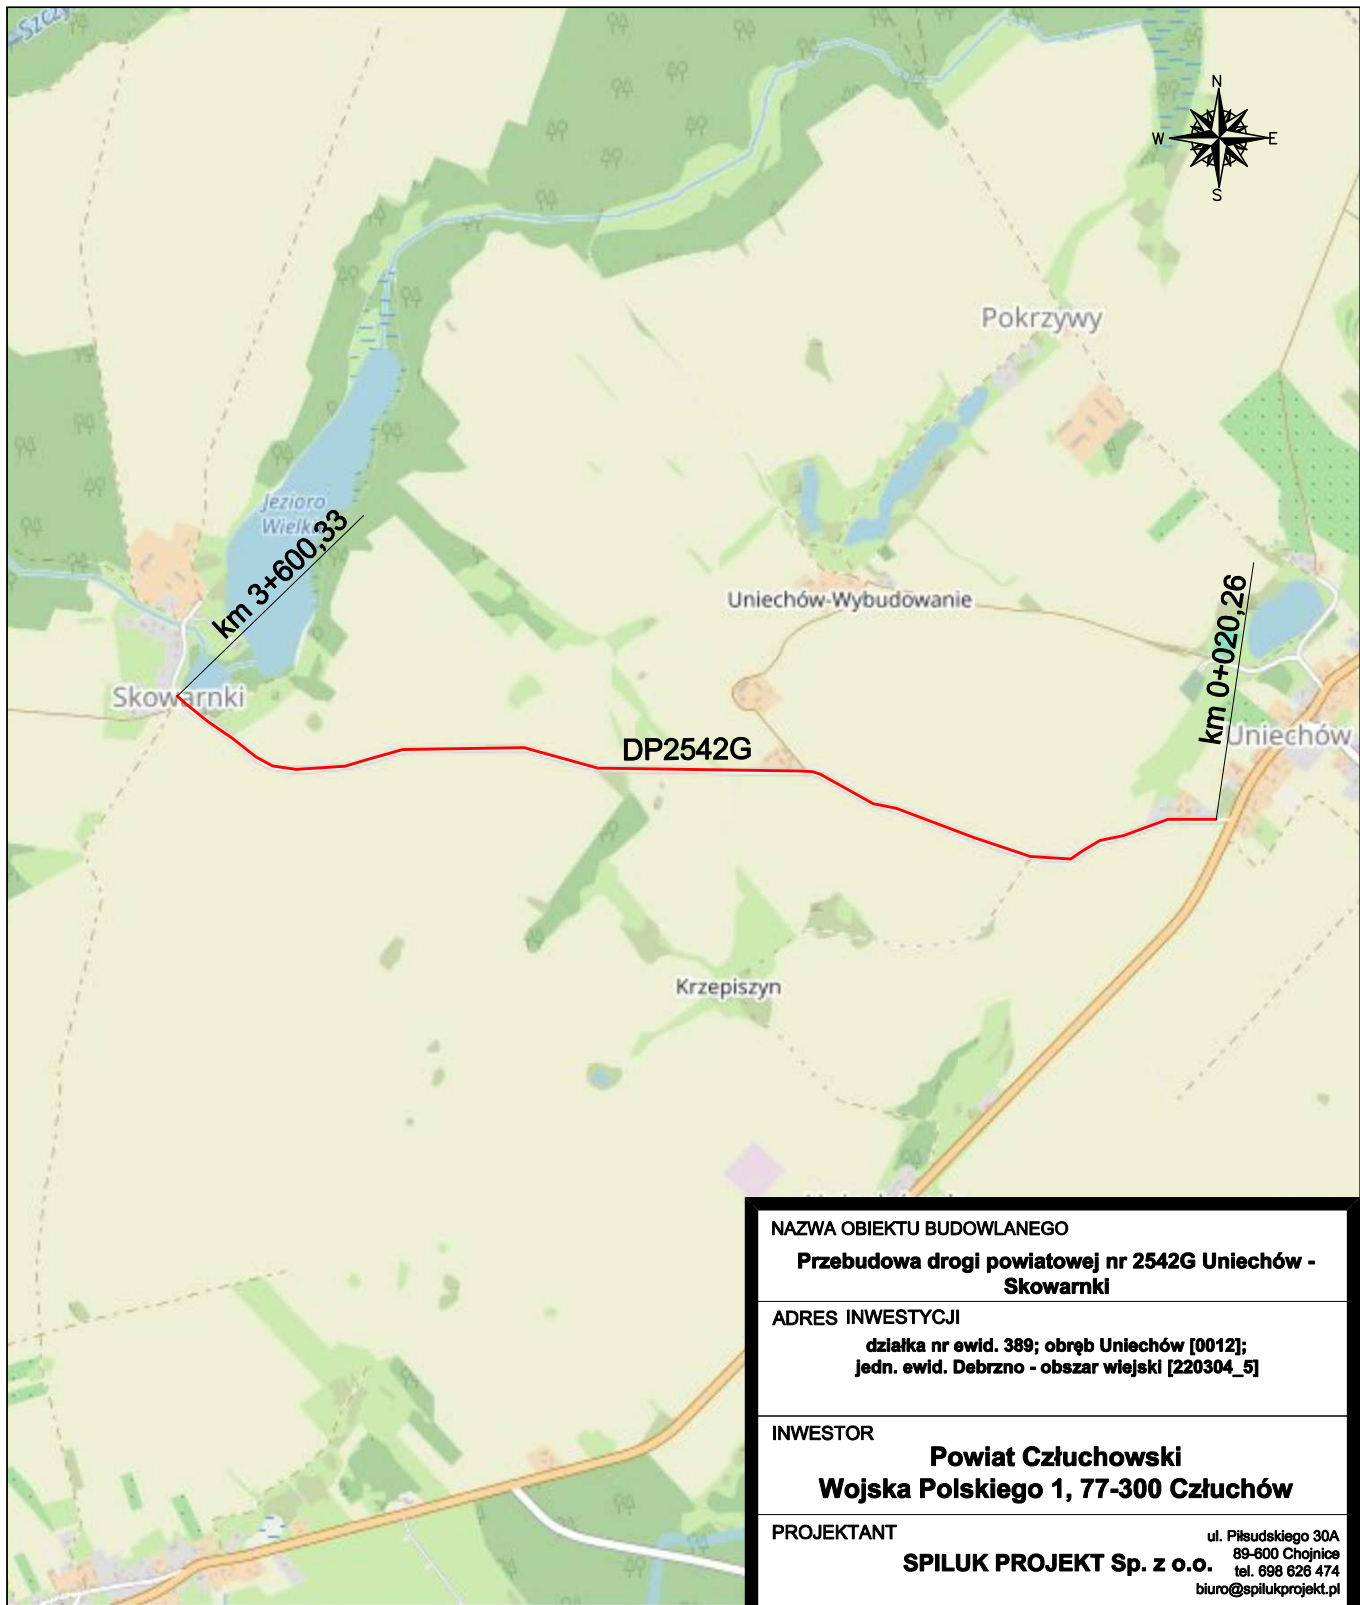 N
W E
S
Pokrzywy
Jezioro
km 3+600,33
Uniechów-Wybudowanie
km 0+020,26
Skowarnki
Uniechów
DP2542G
Krzepiszyn
NAZWA OBIEKTU BUDOWLANEGO
Przebudowa drogi powiatowej nr 2542G Uniechów -
Skowarnki
ADRES INWESTYCJI
działka nr ewid. 389; obręb Uniechów [0012];
jedn. ewid. Debrzno - obszar wiejski [220304_5]
INWESTOR
Powiat Człuchowski
Wojska Polskiego 1, 77-300 Człuchów
PROJEKTANT
SPILUK PROJEKT Sp. z o.o.
ul. Piłsudskiego 30A
89-600 Chojnice
tel. 698 626 474
biuro@spilukprojekt.pl